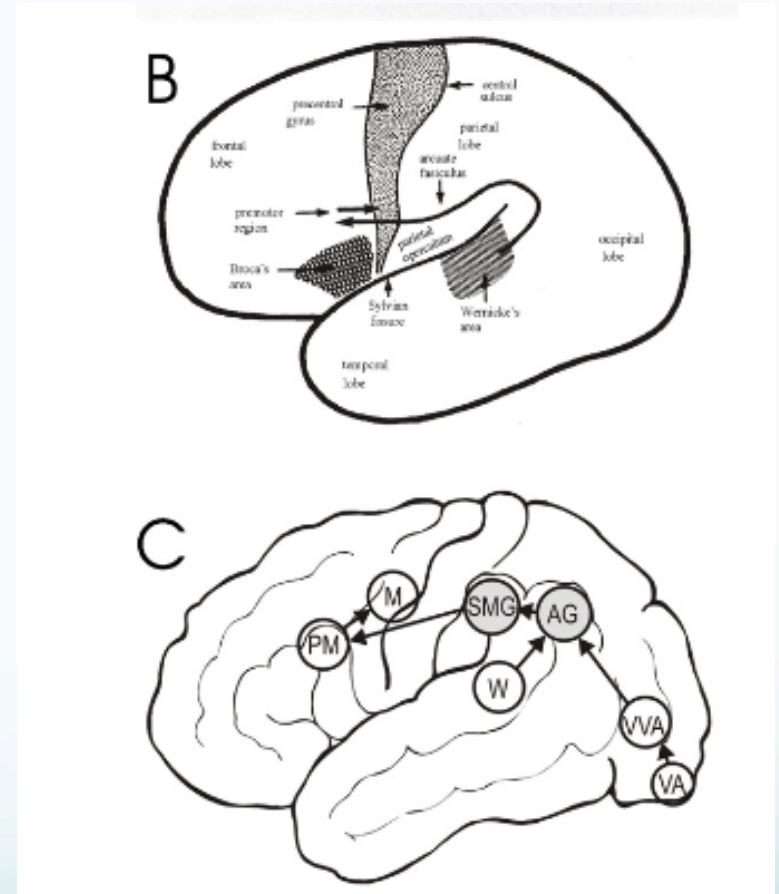 B
central
sulcus
precentral
gyrus
parietal
lobe
frontal
lobe
arcuate
fasiculus
premotor
region
parietal
operculum
occipital
lobe
Broca's
area
Sylvian
fissure
Wernicke's
area
temporal
lobe
C
M
SMG
AG
PM
W
VVA
VA